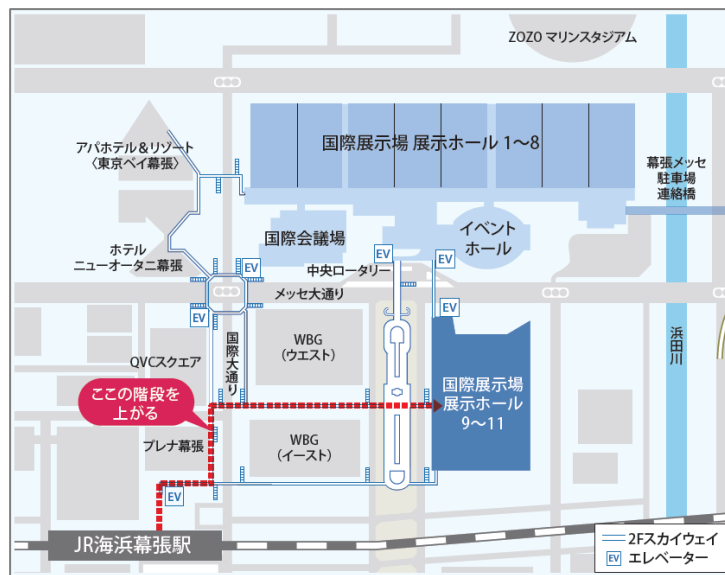 ZOZO マリンスタジアム
国際展示場 展示ホール 1〜8
アパホテル＆リゾート
〈東京ベイ幕張〉
幕張メッセ
駐車場
連絡橋
国際会議場
イベント
ホール
ホテル
ニューオータニ幕張
EV
中央ロータリー
EV
EV
メッセ大通り
EV
EV
QVCスクエア
国際大通り
WBG
（ウエスト）
浜田川
ここの階段を
上がる
国際展示場
展示ホール
9〜11
プレナ幕張
WBG
（イースト）
EV
JR海浜幕張駅
2Fスカイウェイ
EV エレベーター